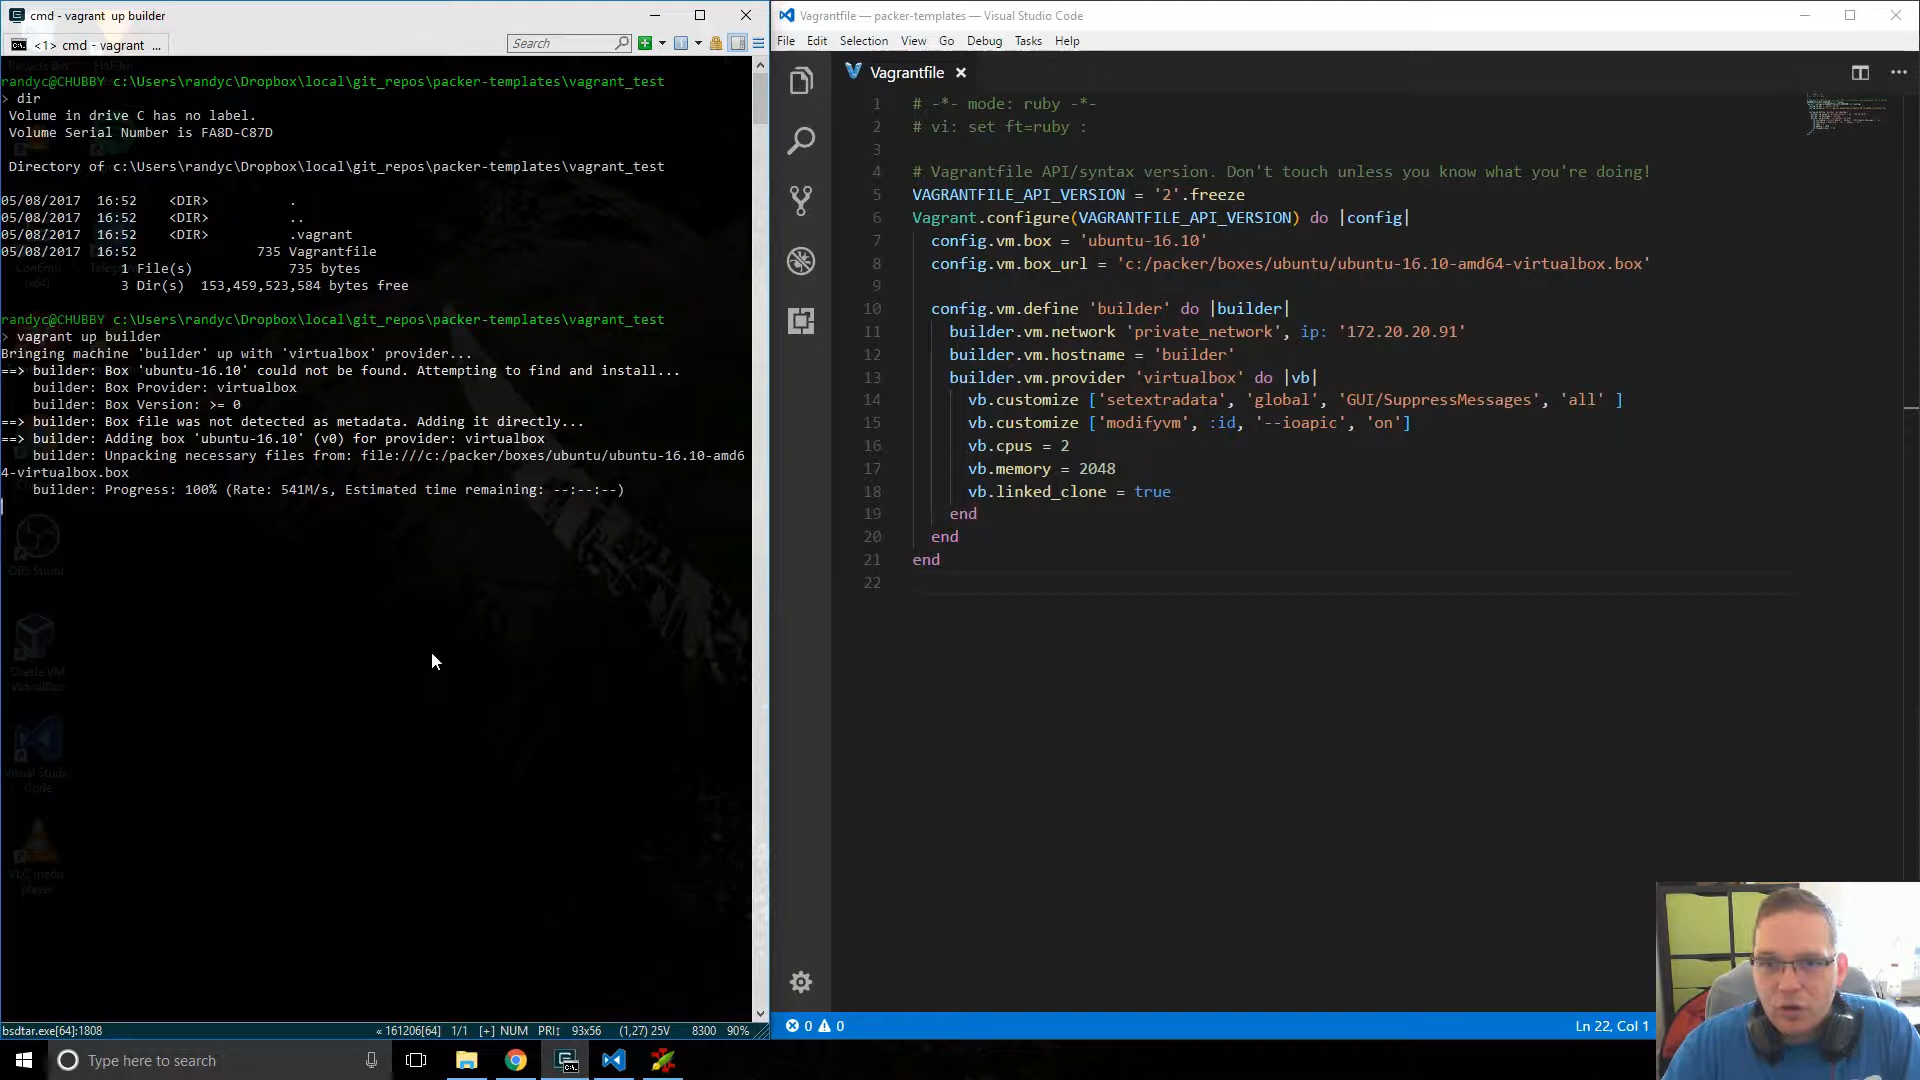 cmd - vagrant  up builder
<1> cmd - vagrant ...
Search
randyc@CHUBBY c:\Users\randyc\Dropbox\local\git_repos\packer-templates\vagrant_test
> dir
Volume in drive C has no label.
Volume Serial Number is FA8D-C87D
Directory of c:\Users\randyc\Dropbox\local\git_repos\packer-templates\vagrant_test
05/08/2017  16:52    <DIR>          .
05/08/2017  16:52    <DIR>          ..
05/08/2017  16:52    <DIR>          .vagrant
05/08/2017  16:52               735 Vagrantfile
1 File(s)            735 bytes
3 Dir(s)  153,459,523,584 bytes free
randyc@CHUBBY c:\Users\randyc\Dropbox\local\git_repos\packer-templates\vagrant_test
> vagrant up builder
Bringing machine 'builder' up with 'virtualbox' provider...
==> builder: Box 'ubuntu-16.10' could not be found. Attempting to find and install...
builder: Box Provider: virtualbox
builder: Box Version: >= 0
==> builder: Box file was not detected as metadata. Adding it directly...
==> builder: Adding box 'ubuntu-16.10' (v0) for provider: virtualbox
builder: Unpacking necessary files from: file:///c:/packer/boxes/ubuntu/ubuntu-16.10-amd6
4-virtualbox.box
builder: Progress: 100% (Rate: 541M/s, Estimated time remaining: --:--:--)
OBS Studio
Oracle VM
VirtualBox
Visual Studio
Code
VLC media
player
bsdtar.exe[64]:1808
« 161206[64]  1/1  [+] NUM  PRI↕  93x56  (1,27) 25V  8300  90%
Type here to search
Vagrantfile — packer-templates — Visual Studio Code
File Edit Selection View Go Debug Tasks Help
Vagrantfile
1 # -*- mode: ruby -*-
2 # vi: set ft=ruby :
3
4 # Vagrantfile API/syntax version. Don't touch unless you know what you're doing!
5 VAGRANTFILE_API_VERSION = '2'.freeze
6 Vagrant.configure(VAGRANTFILE_API_VERSION) do |config|
7 config.vm.box = 'ubuntu-16.10'
8 config.vm.box_url = 'c:/packer/boxes/ubuntu/ubuntu-16.10-amd64-virtualbox.box'
9
10 config.vm.define 'builder' do |builder|
11 builder.vm.network 'private_network', ip: '172.20.20.91'
12 builder.vm.hostname = 'builder'
13 builder.vm.provider 'virtualbox' do |vb|
14 vb.customize ['setextradata', 'global', 'GUI/SuppressMessages', 'all' ]
15 vb.customize ['modifyvm', :id, '--ioapic', 'on']
16 vb.cpus = 2
17 vb.memory = 2048
18 vb.linked_clone = true
19 end
20 end
21 end
22
0 0
Ln 22, Col 1